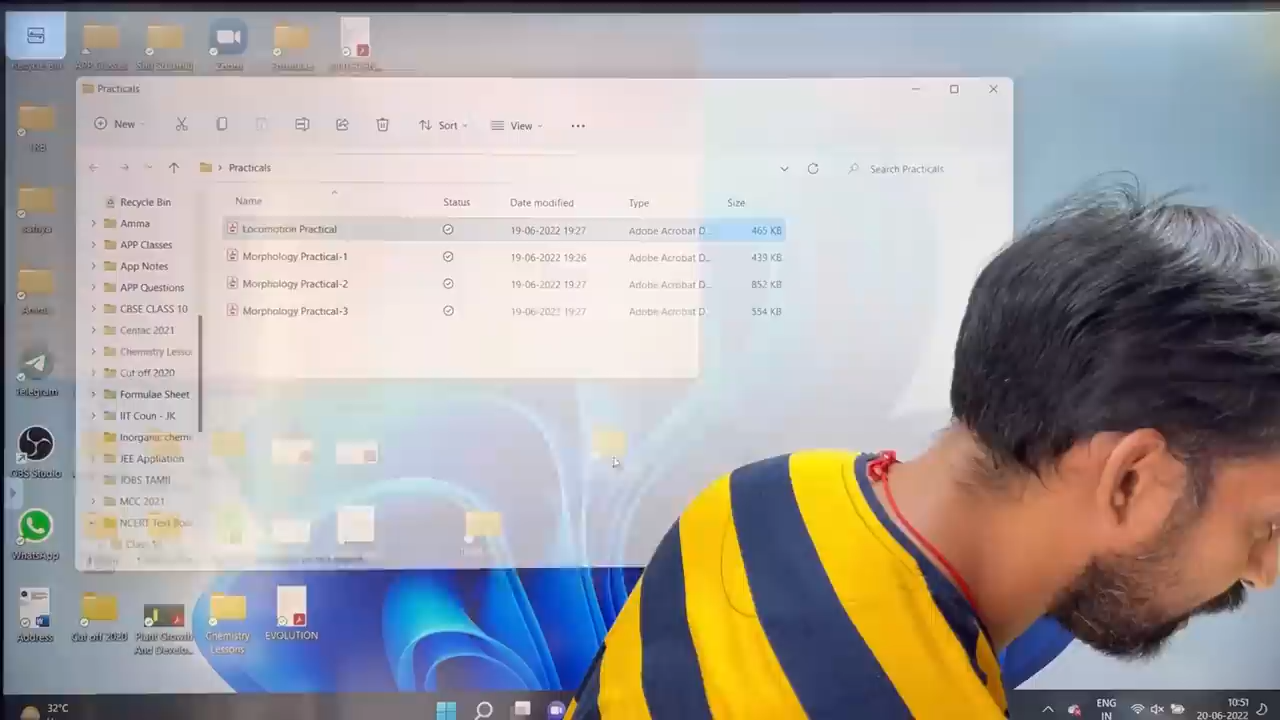 Zoom
Practicals
New
Sort
View
Practicals
Search Practicals
Name
Status
Date modified
Type
Size
Recycle Bin
Amma
APP Classes
App Notes
APP Questions
CBSE CLASS 10
Centac 2021
Chemistry Lesso
Cut off 2020
Formulae Sheet
IIT Coun - JK
Inorganic chemi
JEE Appliation
JOBS TAMIL
MCC 2021
NCERT Text Boo
Locomotion Practical
19-06-2022 19:27
Adobe Acrobat D...
465 KB
Morphology Practical-1
19-06-2022 19:26
Adobe Acrobat D...
439 KB
Morphology Practical-2
19-06-2022 19:27
Adobe Acrobat D...
852 KB
Morphology Practical-3
19-06-2022 19:27
Adobe Acrobat D...
554 KB
Telegram
OBS Studio
WhatsApp
Address
Cut off 2020
Plant Growth
And Develo...
Chemistry
Lessons
EVOLUTION
32°C
ENG
IN
10:51
20-06-2022